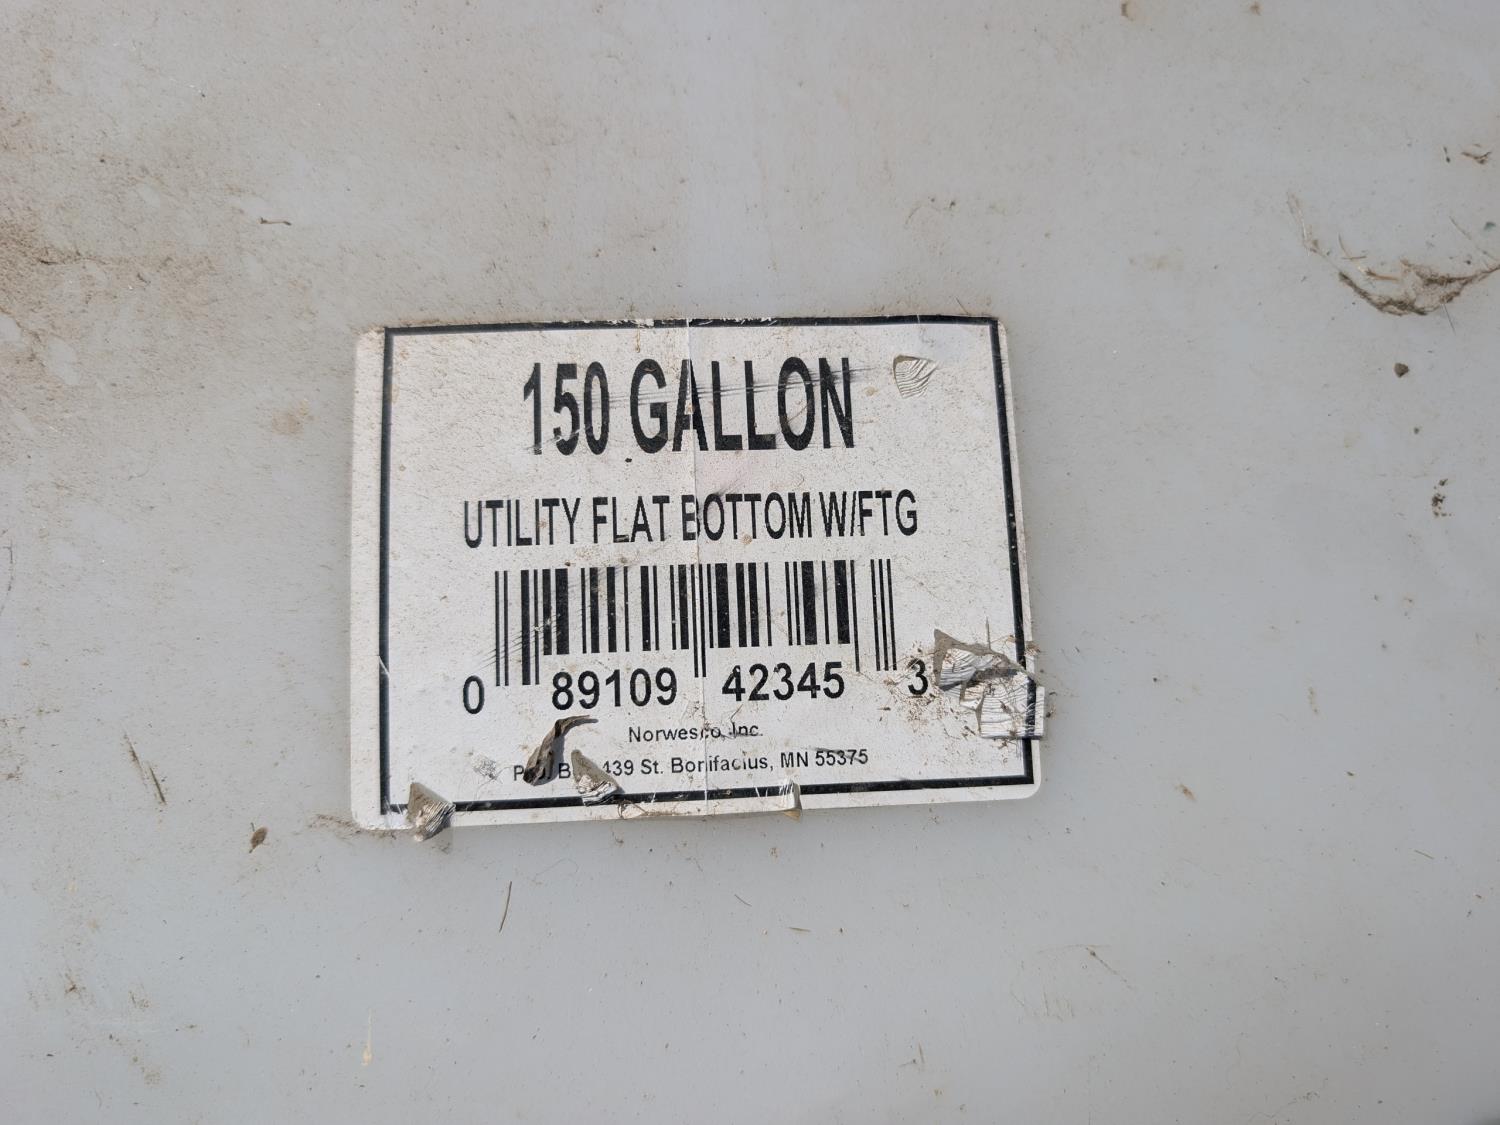 150 GALLON
UTILITY FLAT BOTTOM W/FTG
0 89109 42345 3
Norwesco, Inc.
P.O. 439 St. Bonifacius, MN 55375